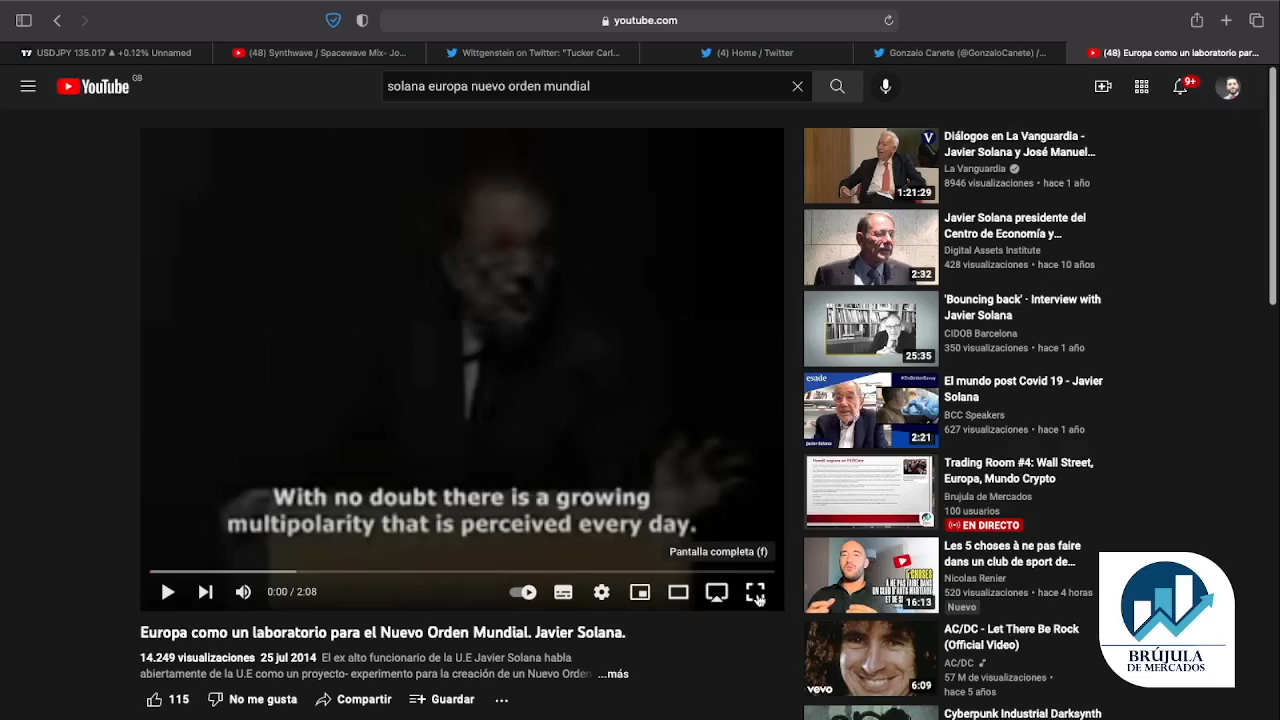 youtube.com
USDJPY 135.017 ▲ +0.12% Unnamed
(48) Synthwave / Spacewave Mix- Jo...
Wittgenstein on Twitter: "Tucker Carl...
(4) Home / Twitter
Gonzalo Canete (@GonzaloCanete) /...
(48) Europa como un laboratorio par...
YouTube GB
solana europa nuevo orden mundial
9+
With no doubt there is a growing
multipolarity that is perceived every day.
Pantalla completa (f)
0:00 / 2:08
Europa como un laboratorio para el Nuevo Orden Mundial. Javier Solana.
14.249 visualizaciones 25 jul 2014 El ex alto funcionario de la U.E Javier Solana habla
abiertamente de la U.E como un proyecto- experimento para la creación de un Nuevo Orden ...más
115 No me gusta Compartir Guardar ...
V
1:21:29
Diálogos en La Vanguardia -
Javier Solana y José Manuel...
La Vanguardia
8946 visualizaciones • hace 1 año
2:32
Javier Solana presidente del
Centro de Economía y...
Digital Assets Institute
428 visualizaciones • hace 10 años
25:35
'Bouncing back' - Interview with
Javier Solana
CIDOB Barcelona
350 visualizaciones • hace 1 año
esade
2:21
El mundo post Covid 19 - Javier
Solana
BCC Speakers
627 visualizaciones • hace 1 año
Trading Room #4: Wall Street,
Europa, Mundo Crypto
Brujula de Mercados
100 usuarios
EN DIRECTO
5 CHOSES
À NE PAS FAIRE
DANS UN CLUB D'ARTS MARTIAUX
16:13
Les 5 choses à ne pas faire
dans un club de sport de...
Nicolas Renier
520 visualizaciones • hace 4 horas
Nuevo
vevo
6:09
AC/DC - Let There Be Rock
(Official Video)
AC/DC
57 M de visualizaciones •
hace 5 años
Cyberpunk Industrial Darksynth
BRÚJULA
DE MERCADOS